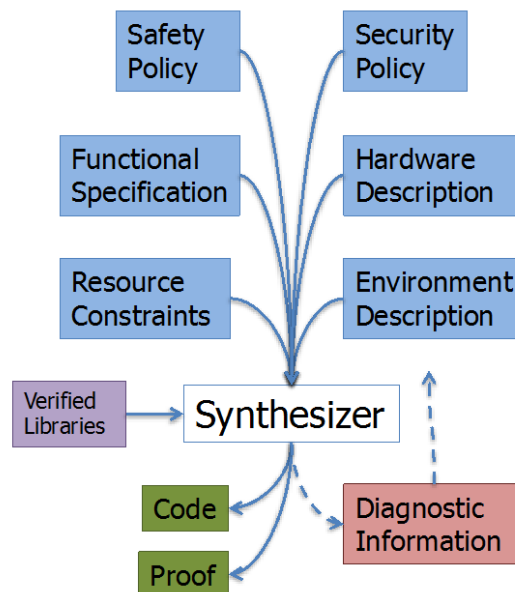 Safety
Policy
Security
Policy
Functional
Specification
Hardware
Description
Resource
Constraints
Environment
Description
Verified
Libraries
Synthesizer
Code
Proof
Diagnostic
Information